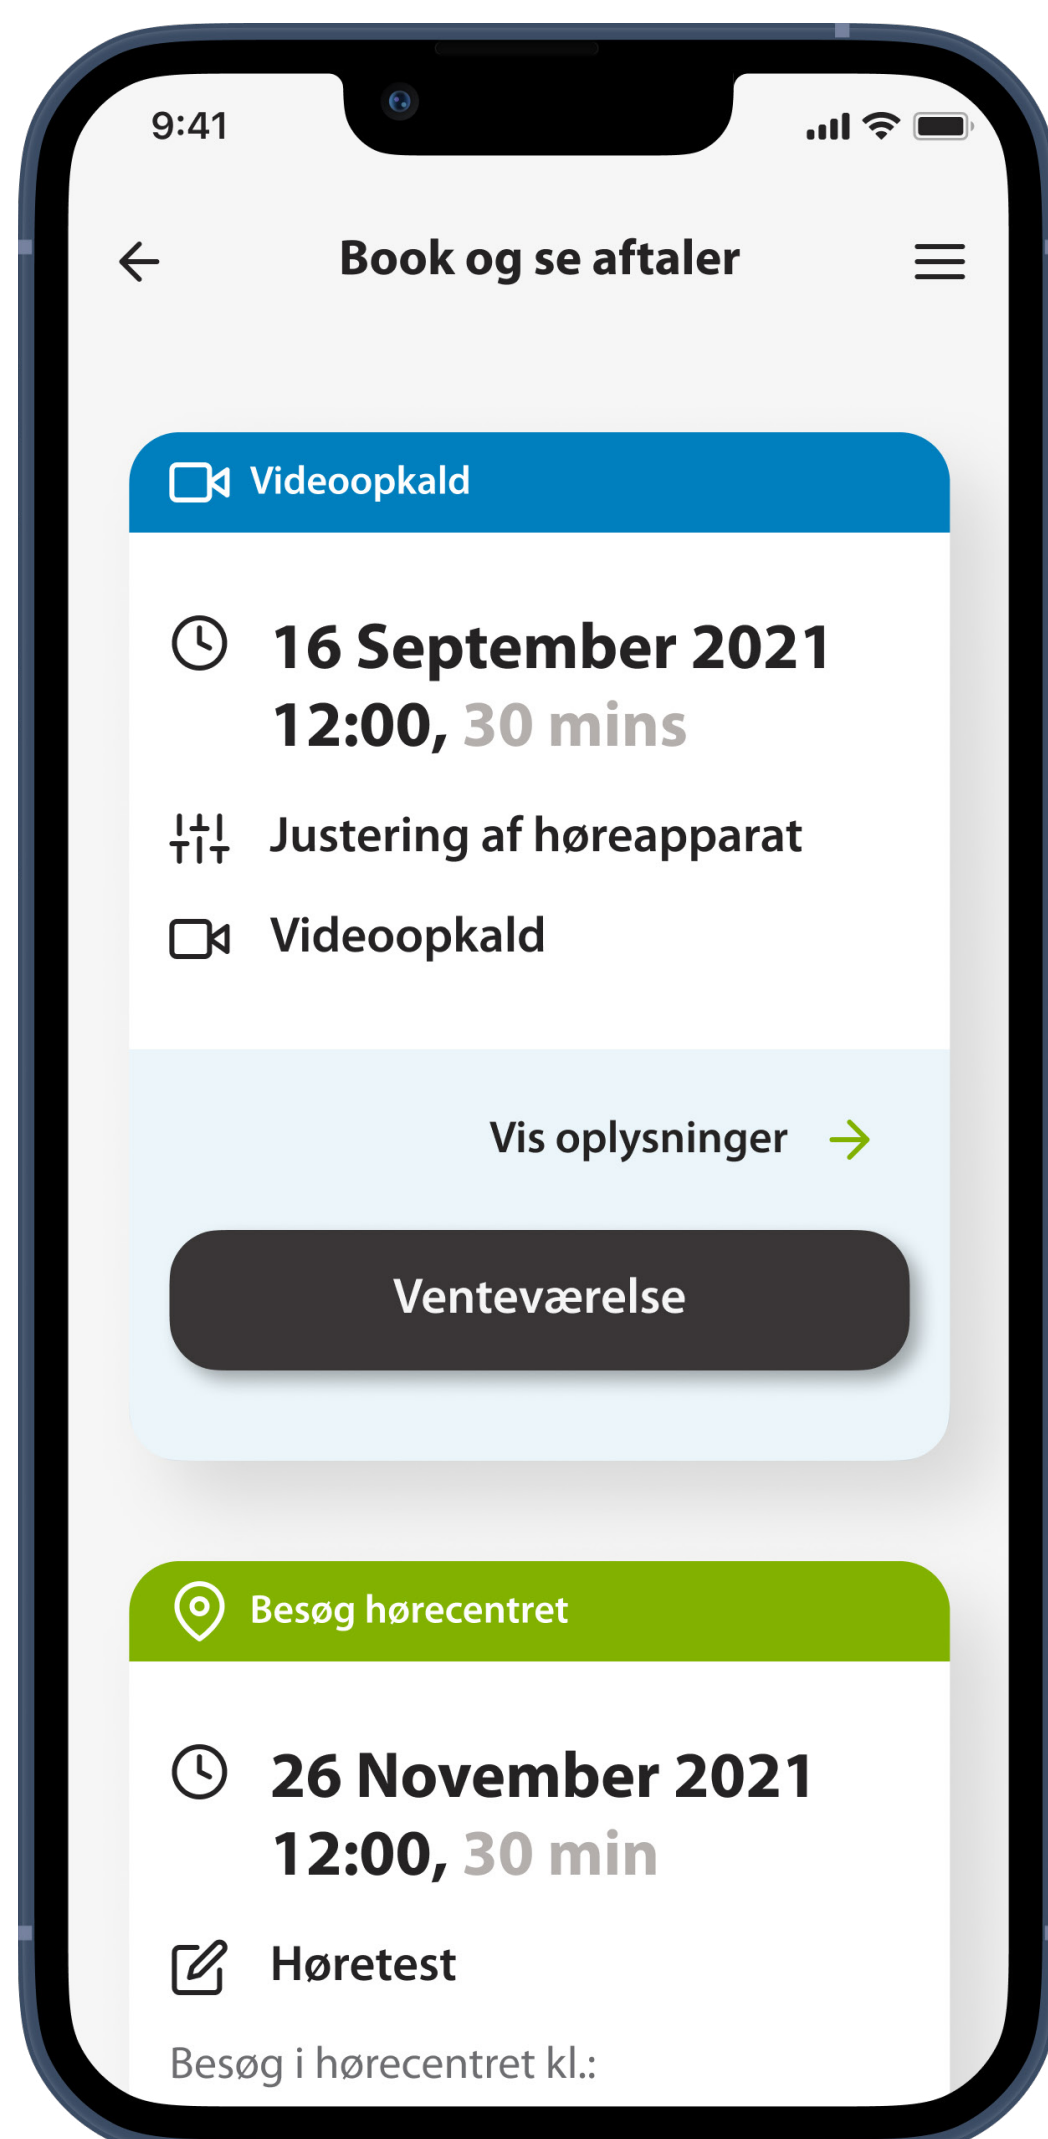 9:41
Book og se aftaler
Videoopkald
16 September 2021
12:00, 30 mins
Justering af høreapparat
Videoopkald
Vis oplysninger
Venteværelse
Besøg hørecentret
26 November 2021
12:00, 30 min
Høretest
Besøg i hørecentret kl.: